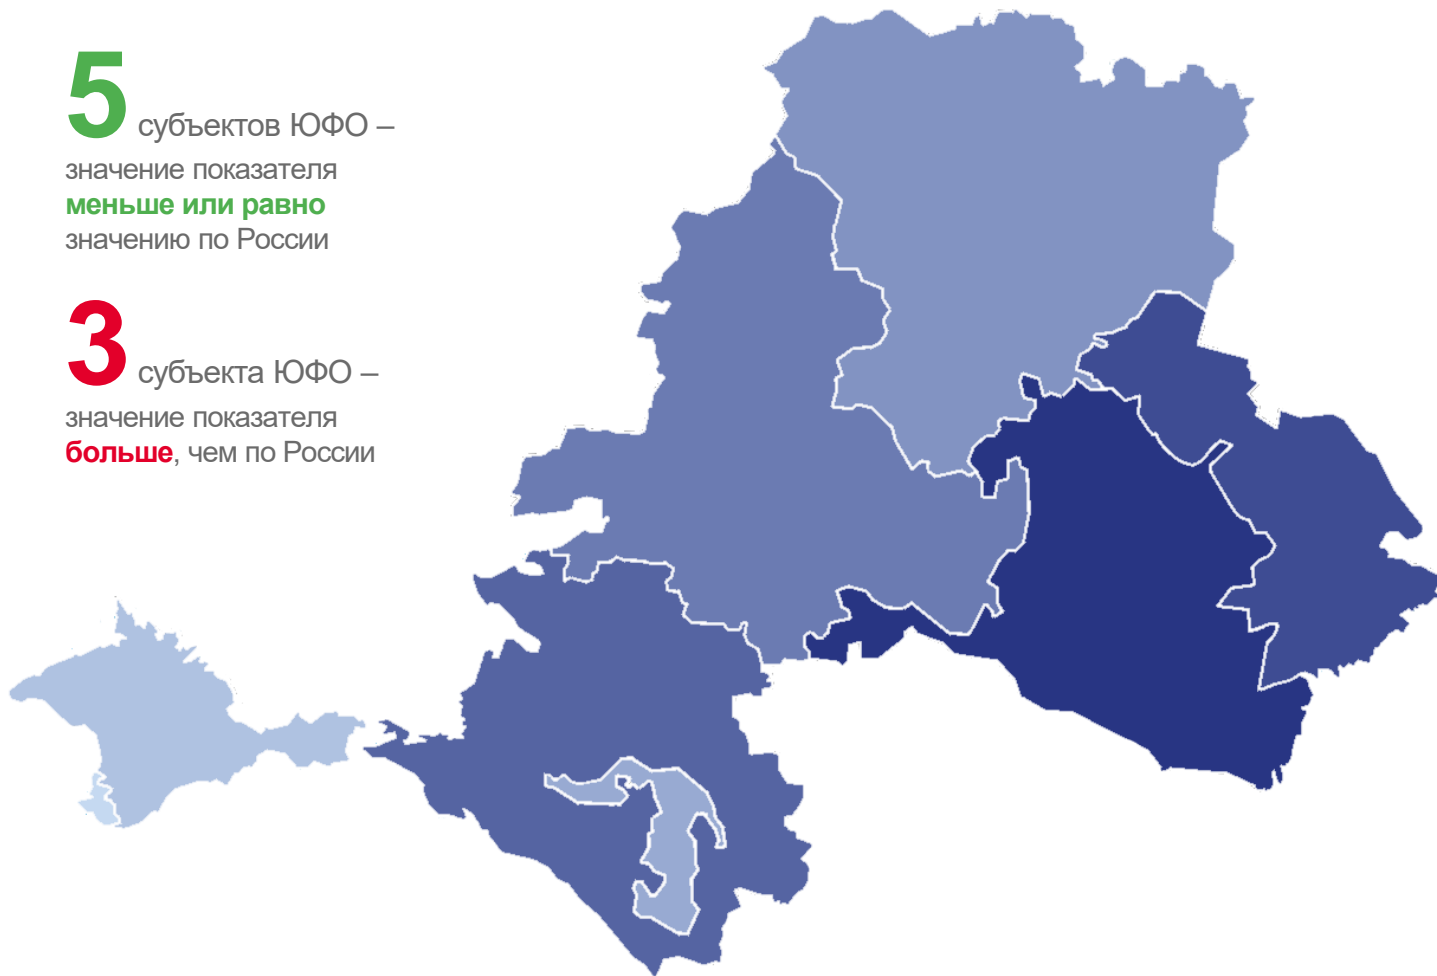 5 субъектов ЮФО –
значение показателя
меньше или равно
значению по России
3 субъекта ЮФО –
значение показателя
больше, чем по России